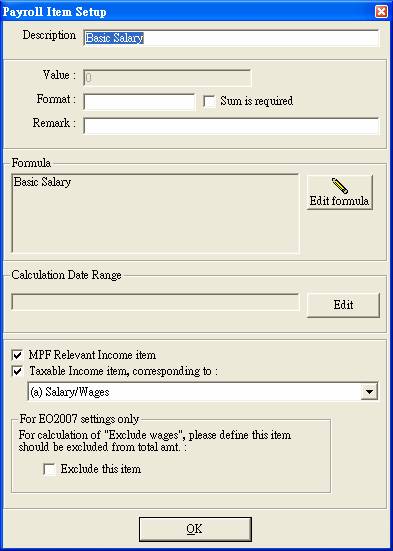 Payroll Item Setup
Description Basic Salary
Value : 0
Format : Sum is required
Remark :
Formula
Basic Salary
Edit formula
Calculation Date Range
Edit
MPF Relevant Income item
Taxable Income item, corresponding to :
(a) Salary/Wages
For EO2007 settings only
For calculation of "Exclude wages", please define this item
should be excluded from total amt. :
Exclude this item
OK